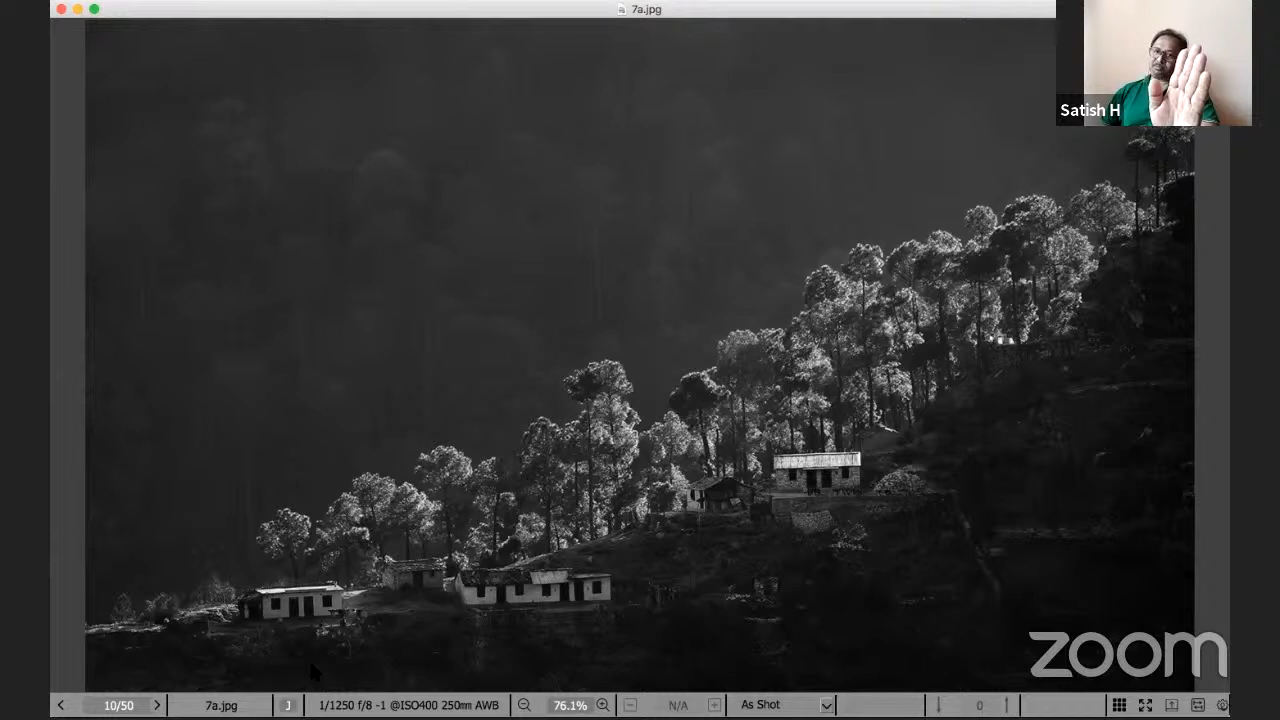 7a.jpg
Satish H
zoom
10/50
7a.jpg
J
1/1250 f/8 -1 @ISO400 250mm AWB
76.1%
N/A
As Shot
0